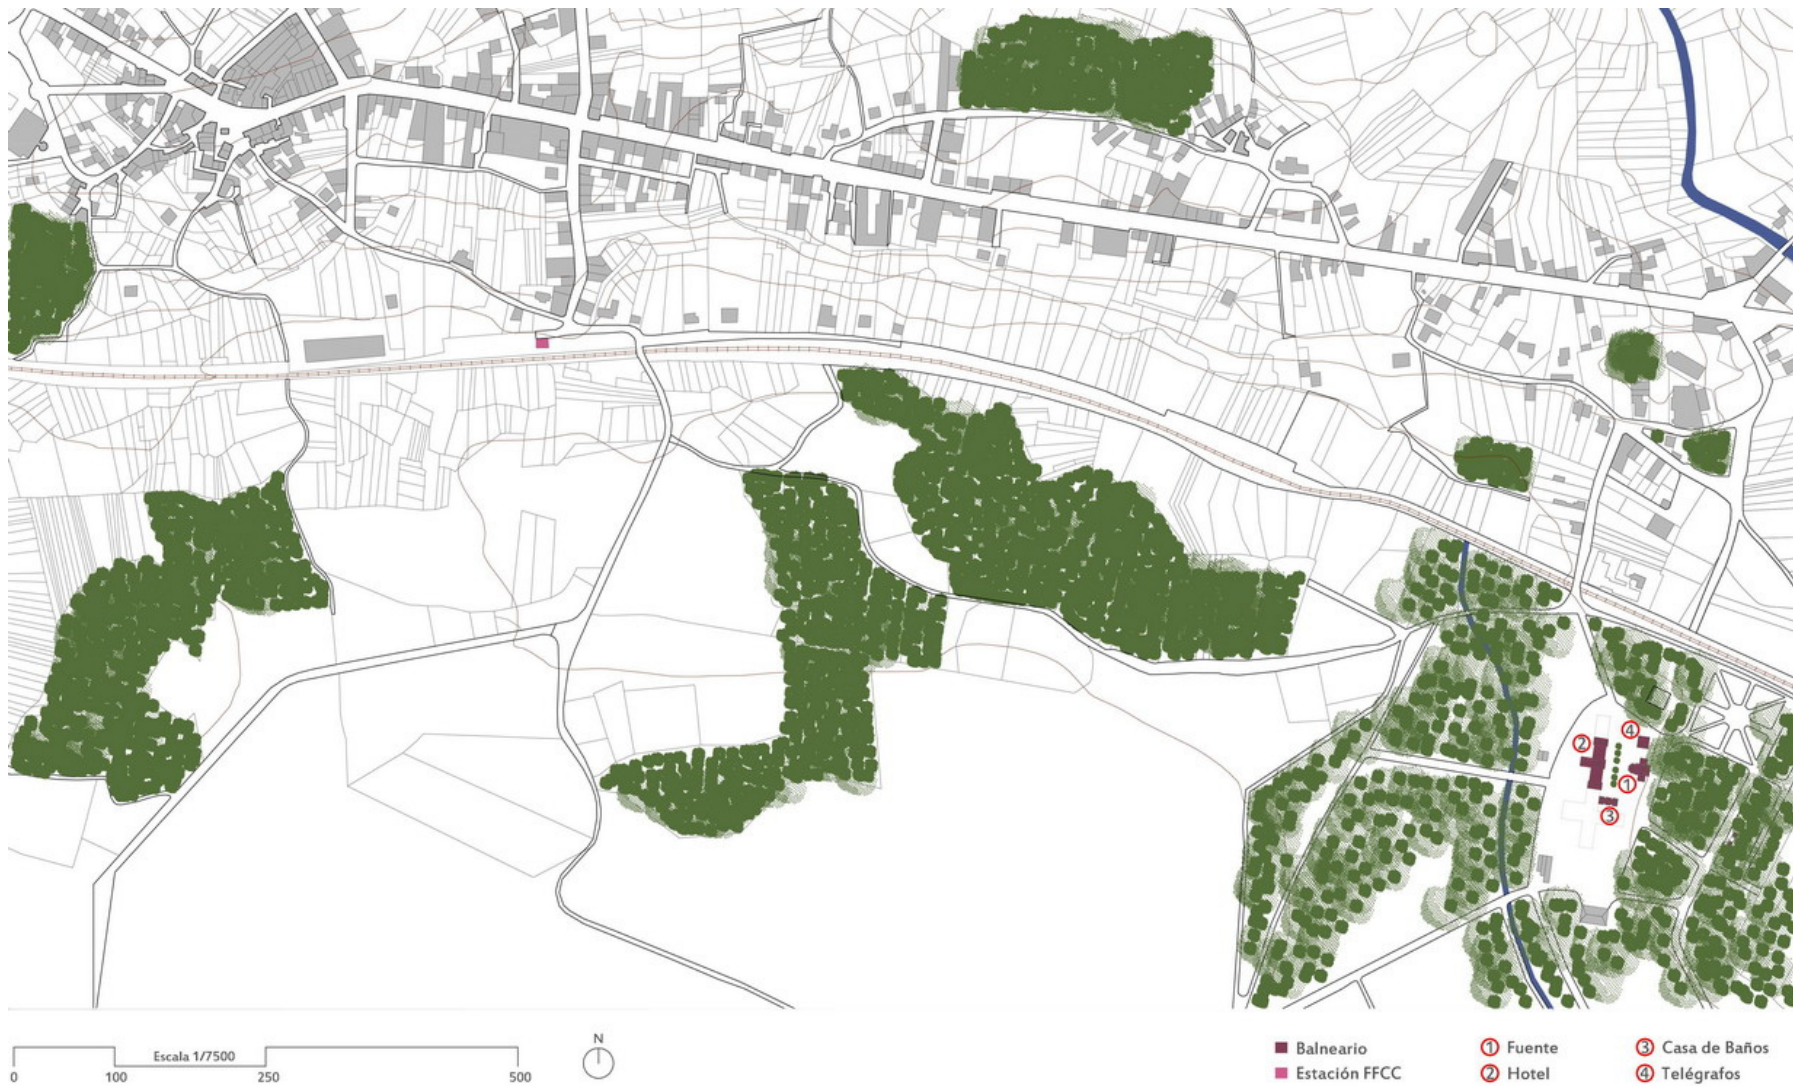 4
2
1
3
Escala 1/7500
0 100 250 500
N
Balneario
Estación FFCC
1 Fuente
2 Hotel
3 Casa de Baños
4 Telégrafos